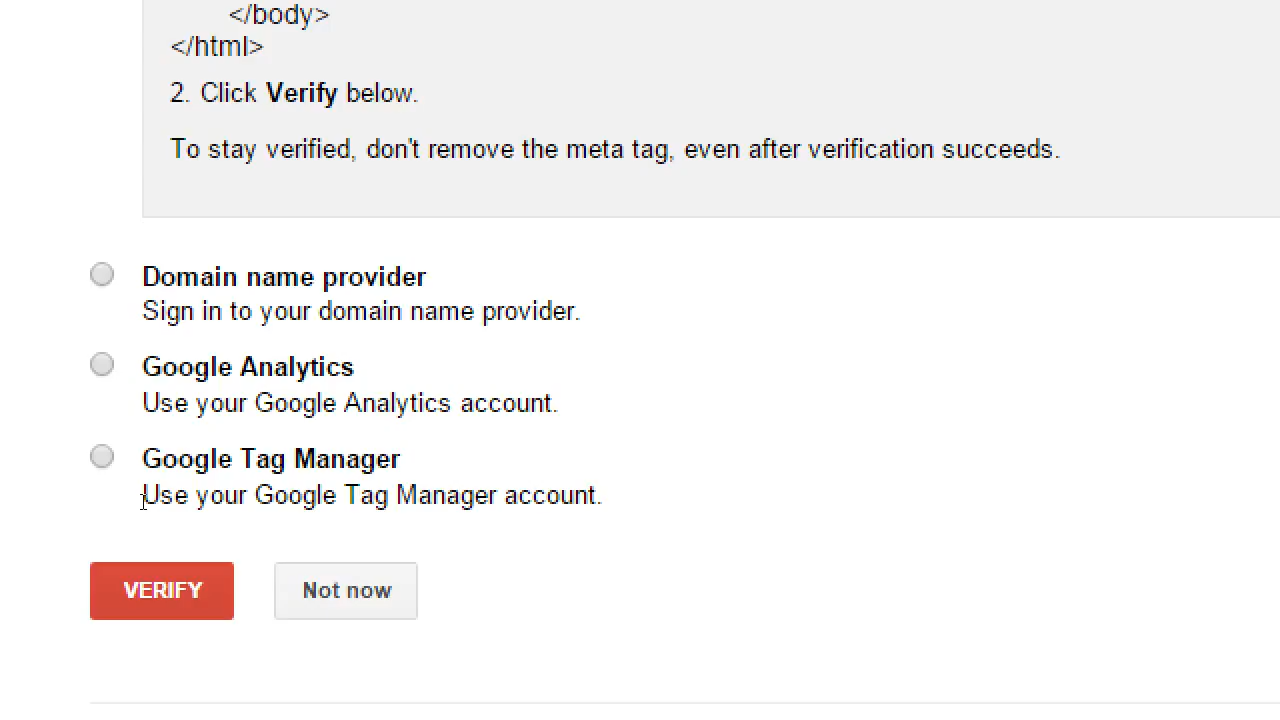 </body>
</html>
2. Click Verify below.
To stay verified, don't remove the meta tag, even after verification succeeds.
Domain name provider
Sign in to your domain name provider.
Google Analytics
Use your Google Analytics account.
Google Tag Manager
Use your Google Tag Manager account.
VERIFY
Not now